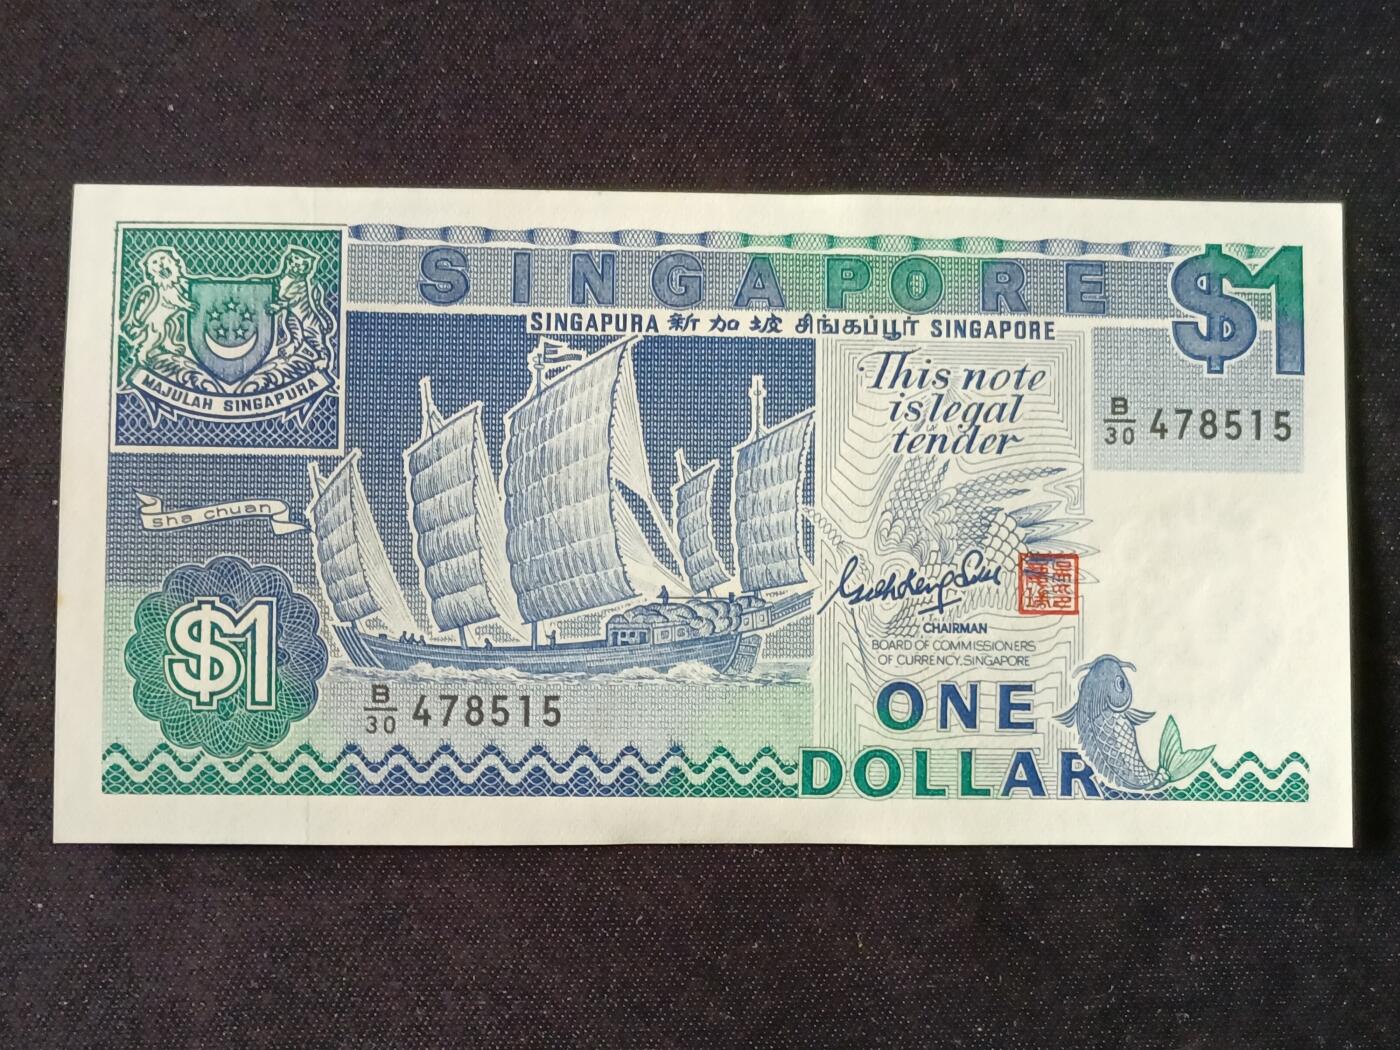 SINGAPORE
$1
SINGAPURA 新加坡 சிங்கப்பூர் SINGAPORE
MAJULAH SINGAPURA
This note
is legal
tender
B/30 478515
sha chuan
$1
CHAIRMAN
BOARD OF COMMISSIONERS
OF CURRENCY, SINGAPORE
B/30 478515
ONE
DOLLAR